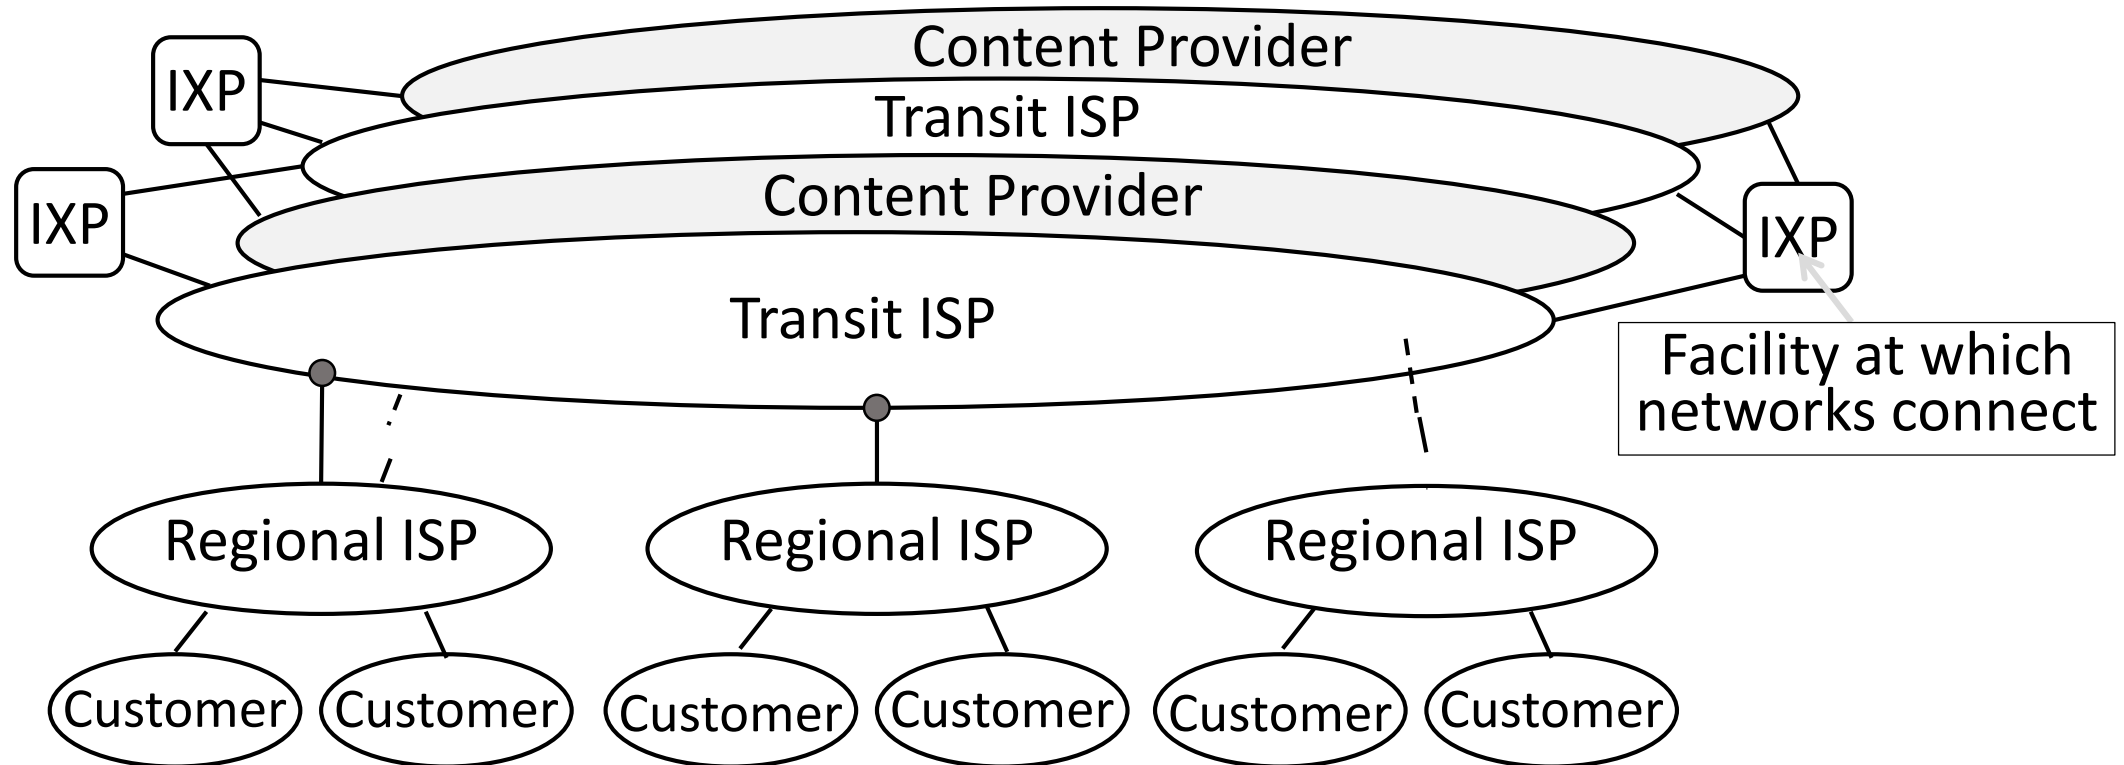 Content Provider
IXP
Transit ISP
Content Provider
IXP
IXP
Transit ISP
Facility at which
networks connect
Regional ISP
Regional ISP
Regional ISP
Customer
Customer
Customer
Customer
Customer
Customer